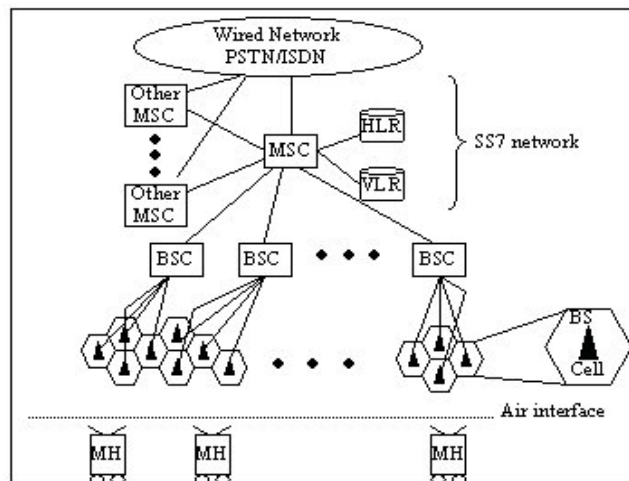 Wired Network
PSTN/ISDN
Other
MSC
HLR
MSC
SS7 network
VLR
Other
MSC
BSC
BSC
BSC
BS
Cell
Air interface
MH
MH
MH